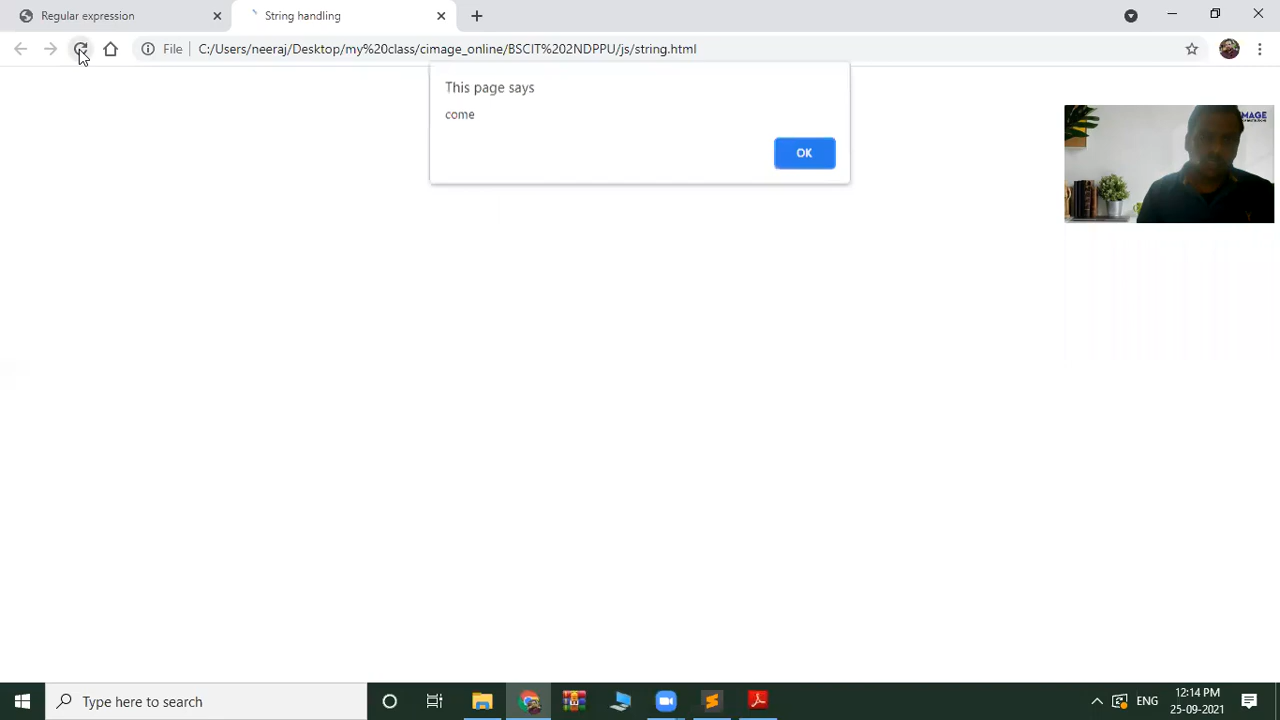 Regular expression
String handling
File
C:/Users/neeraj/Desktop/my%20class/cimage_online/BSCIT%202NDPPU/js/string.html
This page says
come
OK
MAGE
Type here to search
ENG
12:14 PM
25-09-2021